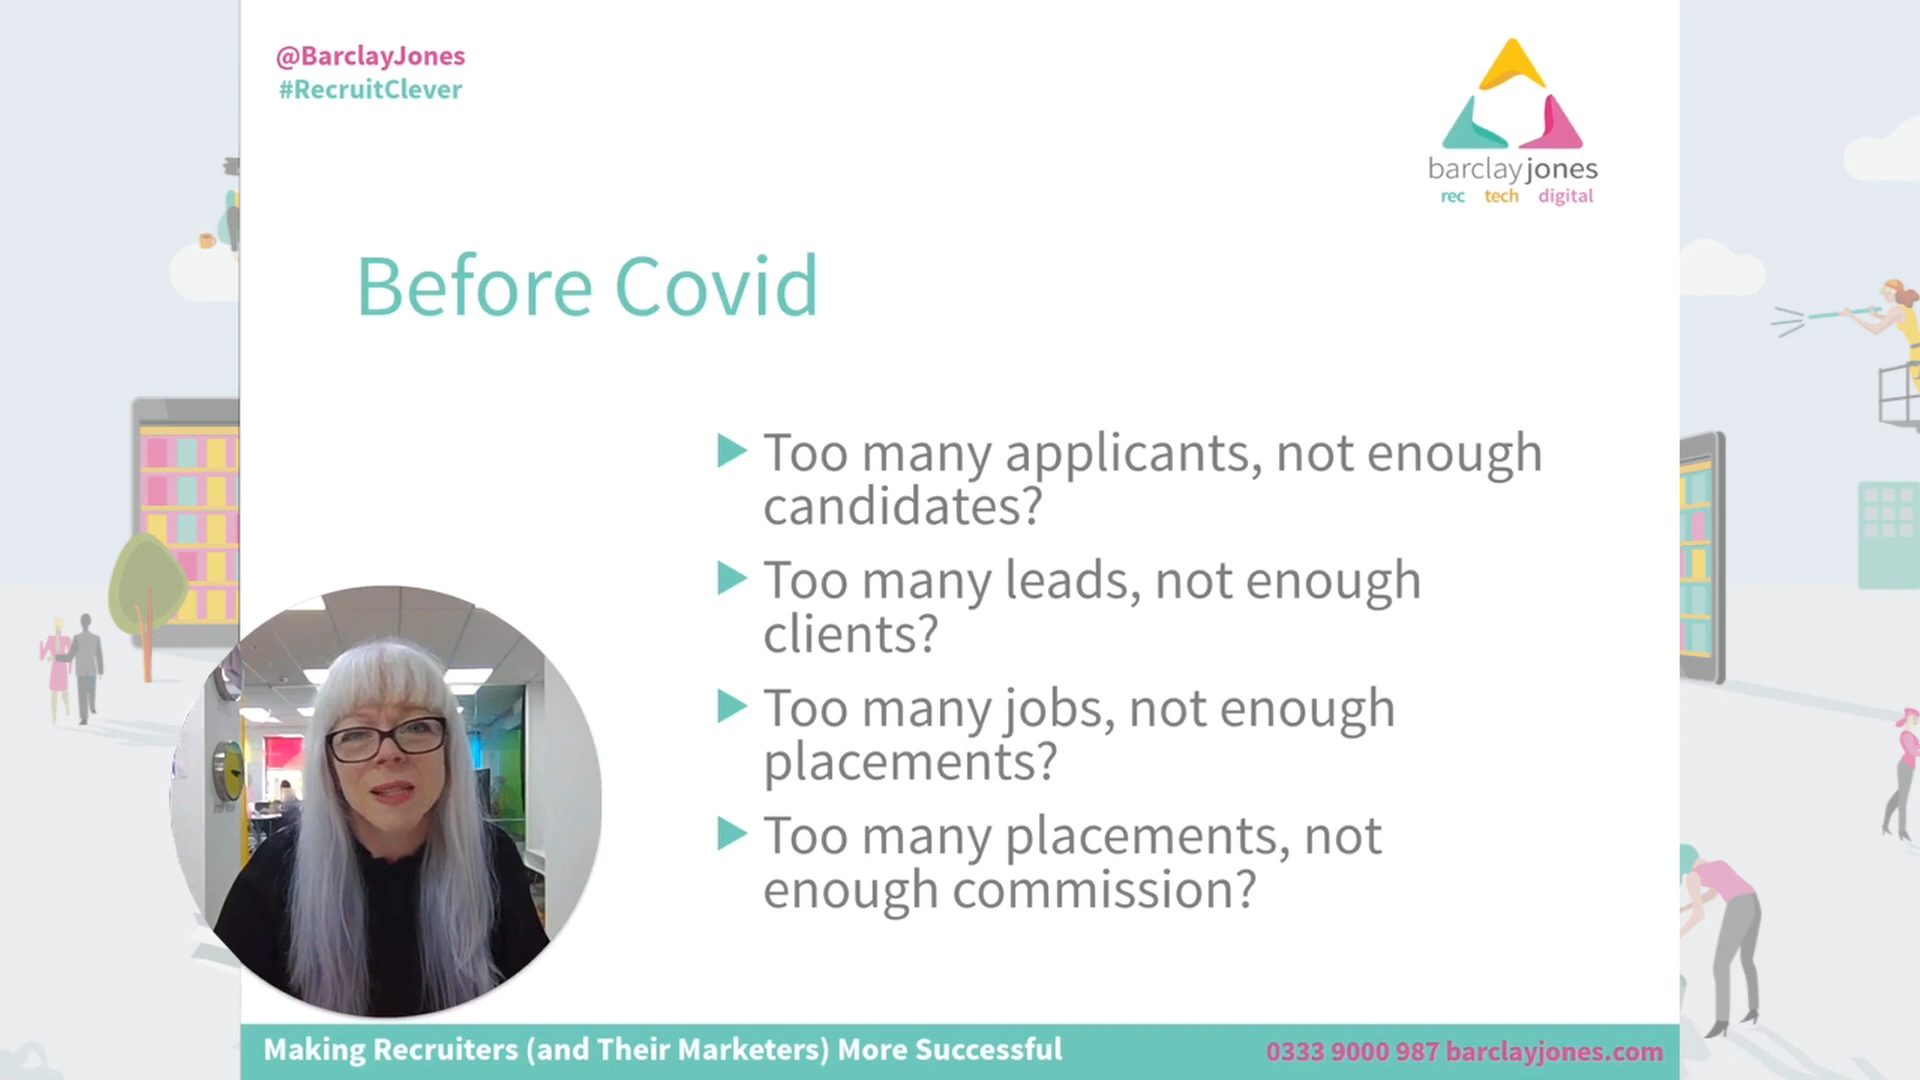 @BarclayJones
#RecruitClever
barclayjones
rec tech digital
Before Covid
Too many applicants, not enough
candidates?
Too many leads, not enough
clients?
Too many jobs, not enough
placements?
Too many placements, not
enough commission?
Making Recruiters (and Their Marketers) More Successful
0333 9000 987 barclayjones.com